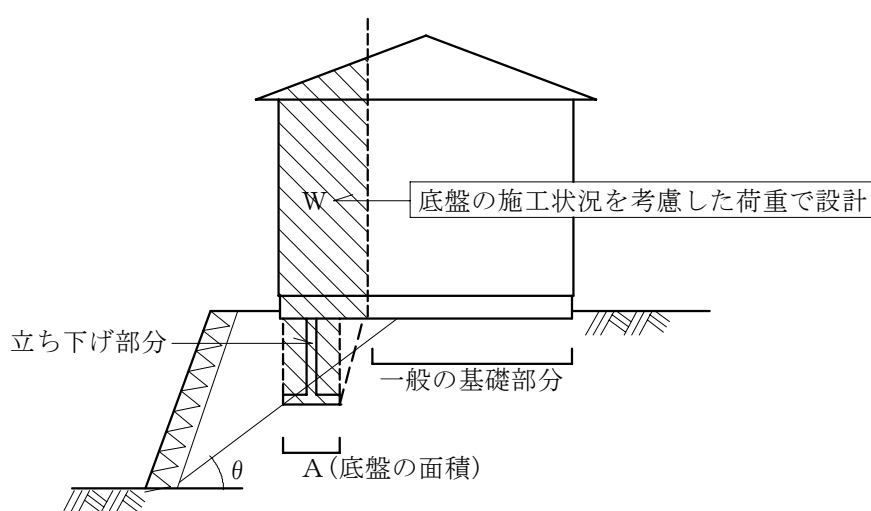 W
底盤の施工状況を考慮した荷重で設計
立ち下げ部分
一般の基礎部分
θ
A(底盤の面積)